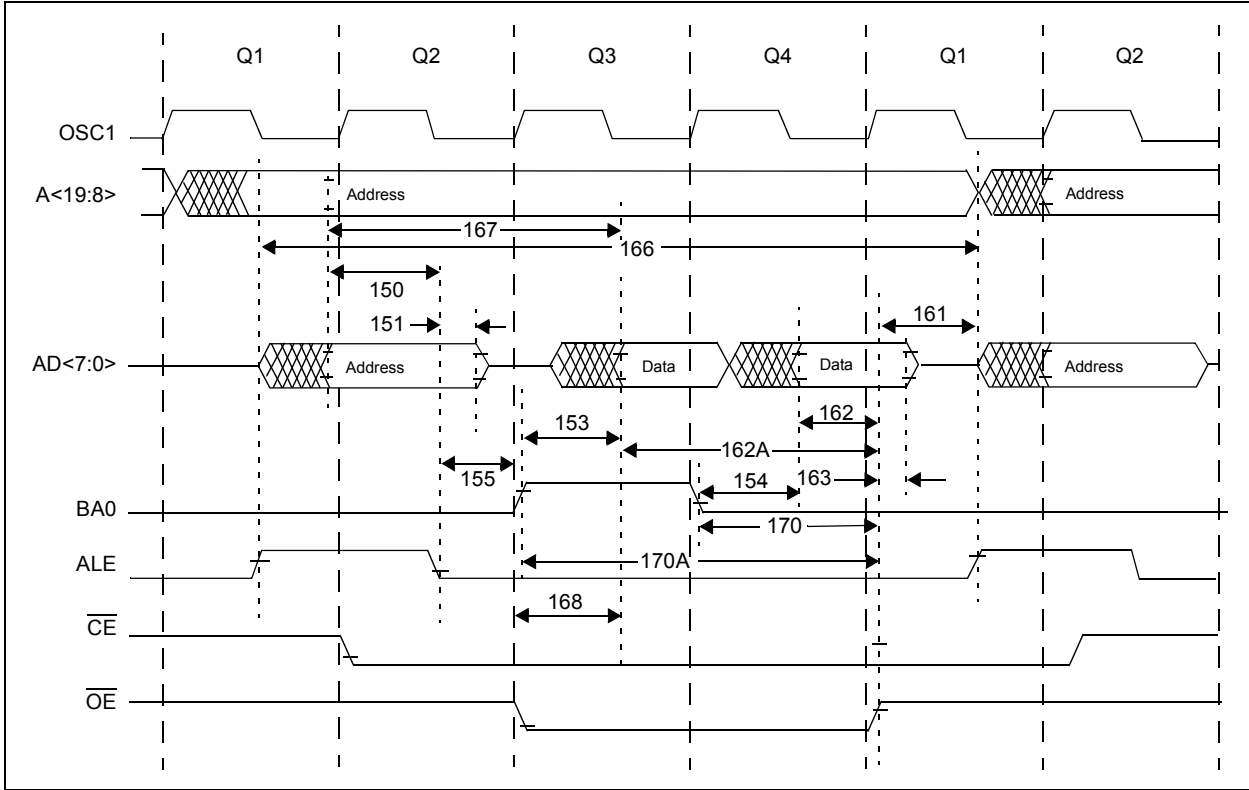 Q1 Q2 Q3 Q4 Q1 Q2
OSC1
A<19:8> Address Address
167
166
150
151 161
AD<7:0> Address Data Data Address
162
153
162A
155 154 163
BA0
170
ALE 170A
168
CE
OE